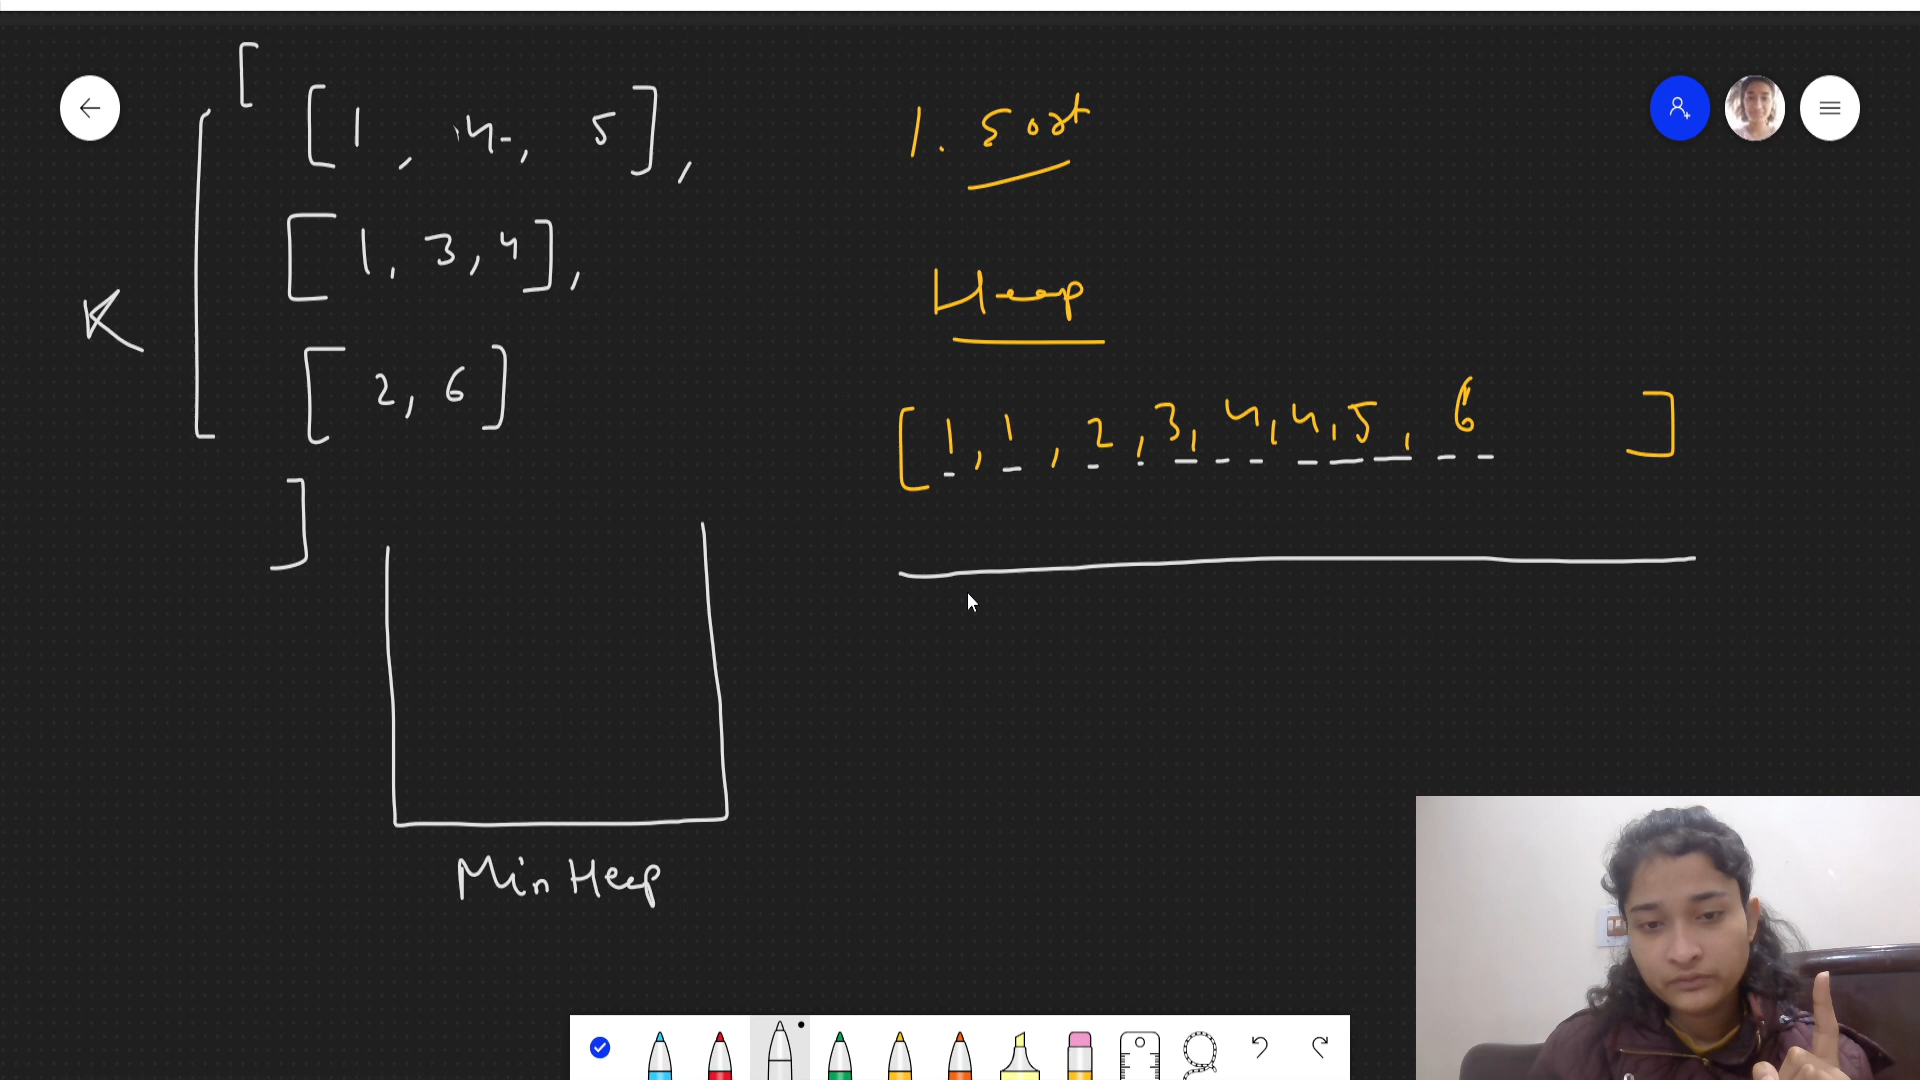 [
[1, 4, 5],
[1, 3, 4],
K
[2, 6]
]
Min Heap
1. Sort
Heap
[1, 1, 2, 3, 4, 4, 5, 6 ]